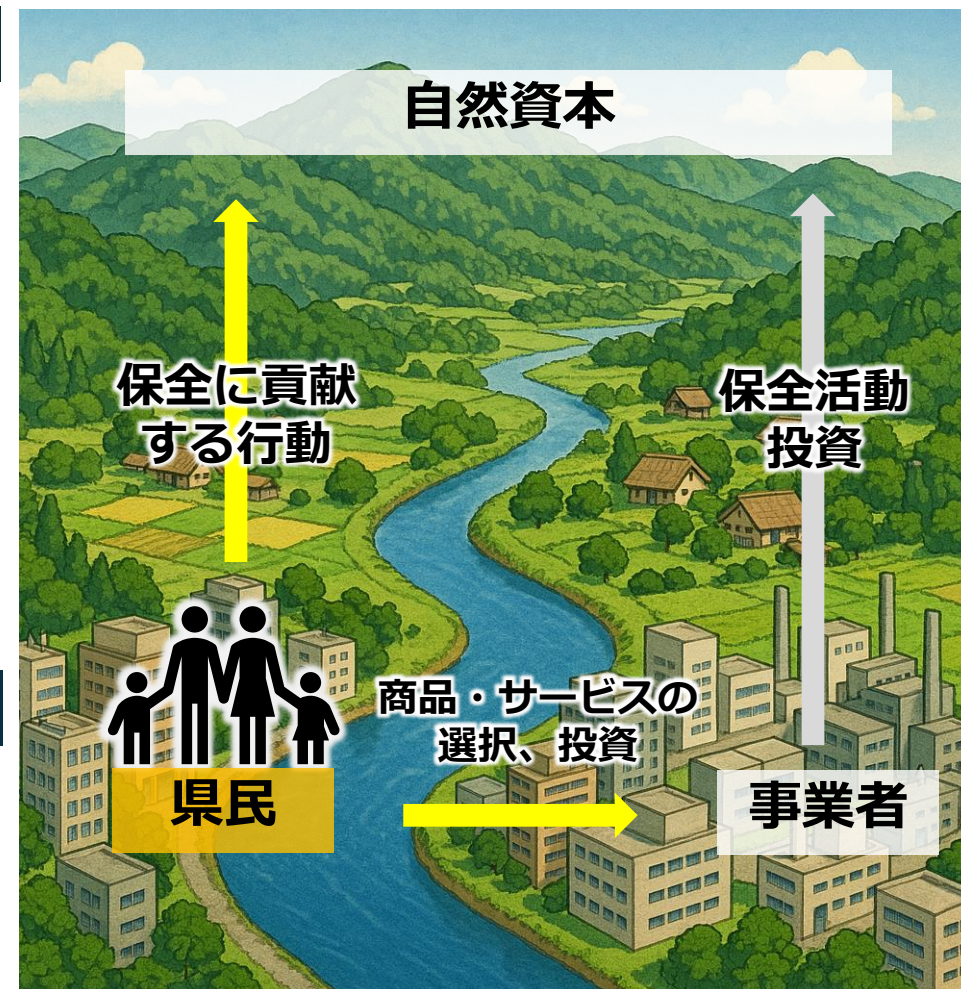 自然資本
保全に貢献
する行動
保全活動
投資
商品・サービスの
選択、投資
県民
事業者